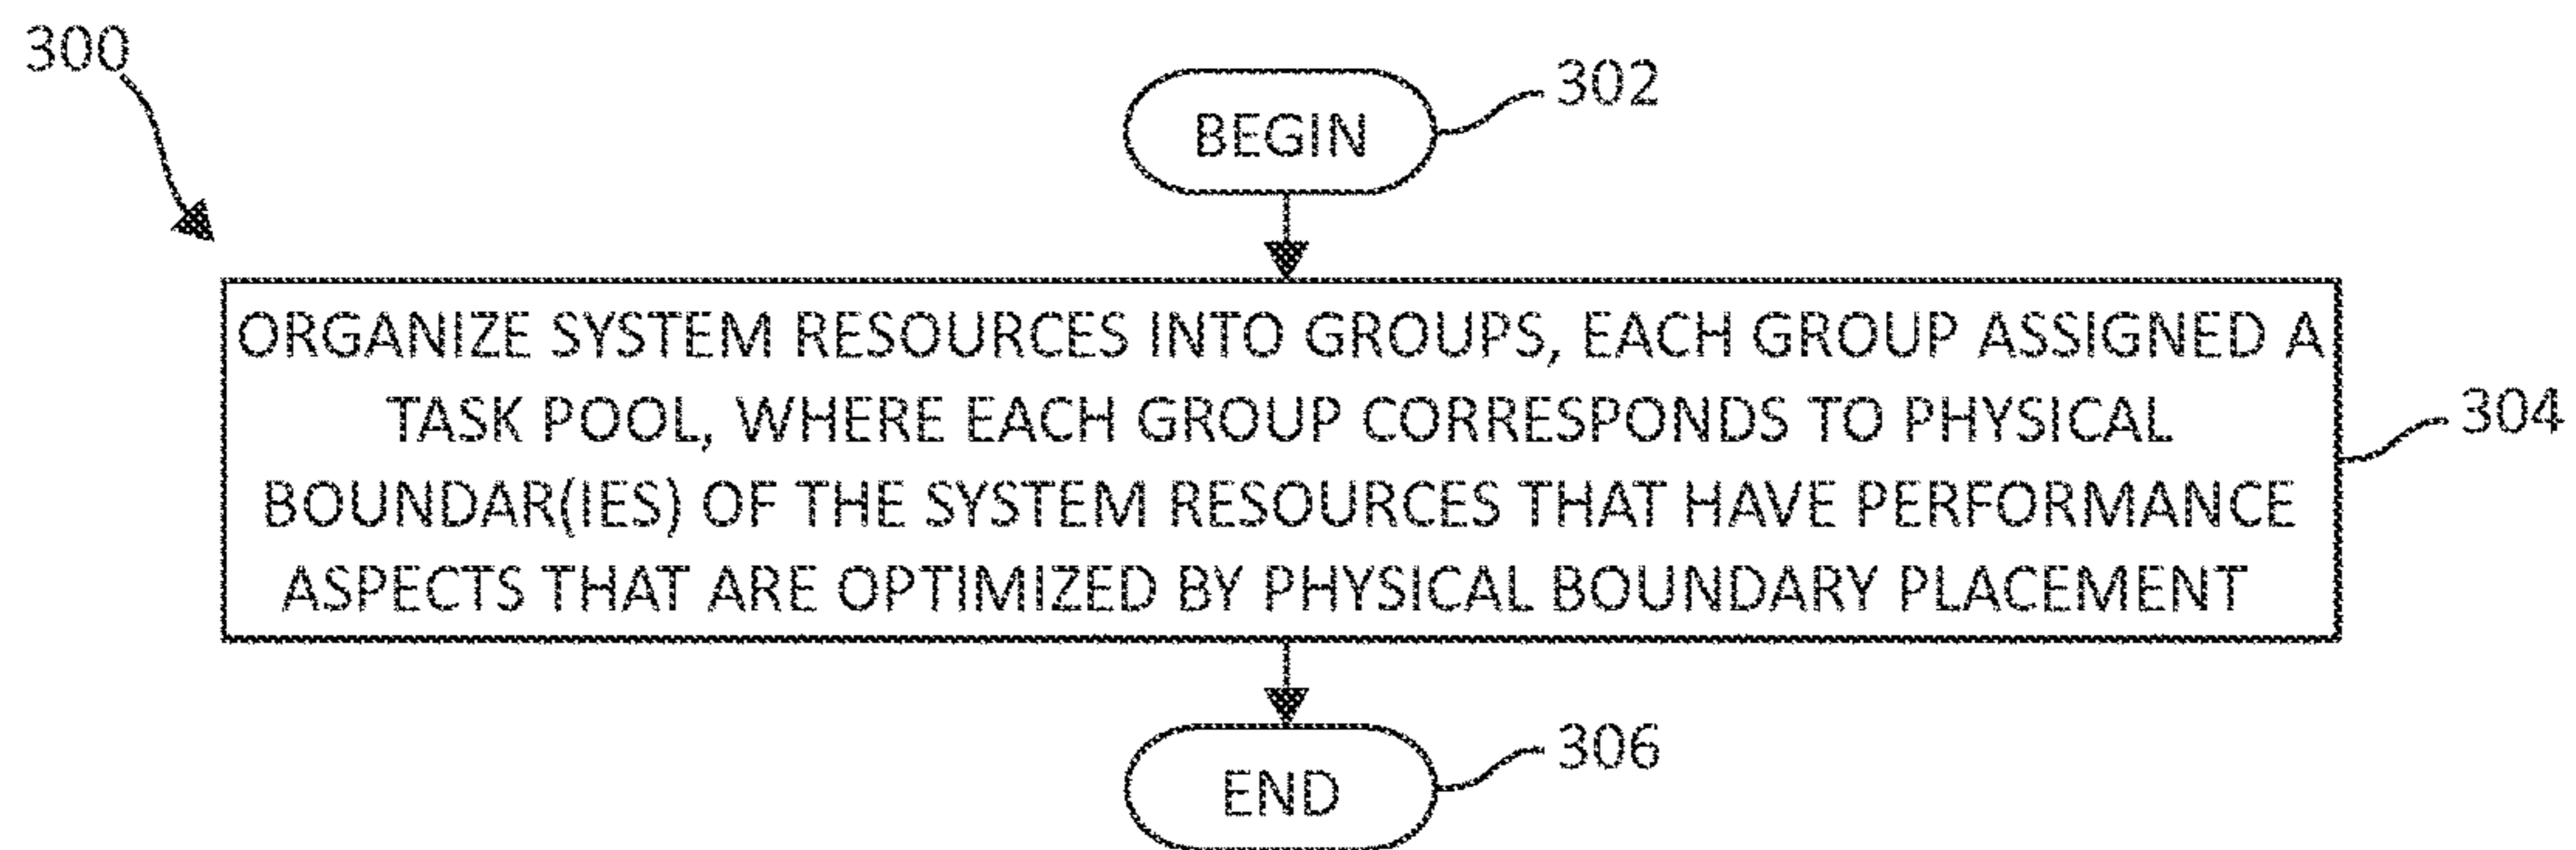 300
BEGIN
302
ORGANIZE SYSTEM RESOURCES INTO GROUPS, EACH GROUP ASSIGNED A
TASK POOL, WHERE EACH GROUP CORRESPONDS TO PHYSICAL
BOUNDAR(IES) OF THE SYSTEM RESOURCES THAT HAVE PERFORMANCE
ASPECTS THAT ARE OPTIMIZED BY PHYSICAL BOUNDARY PLACEMENT
304
END
306